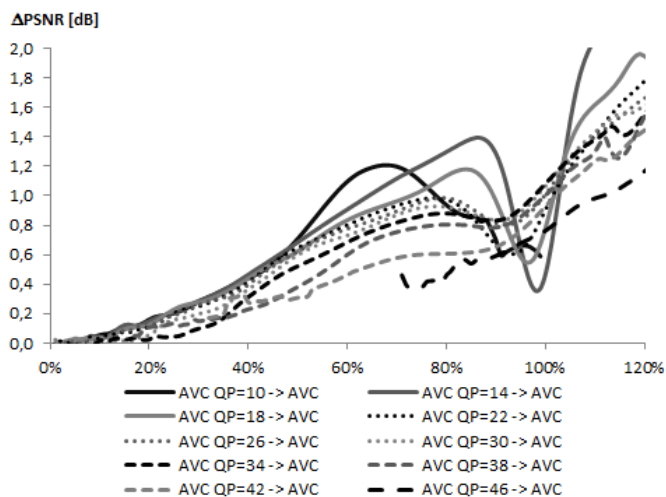 ΔPSNR [dB]
2,0
1,8
1,6
1,4
1,2
1,0
0,8
0,6
0,4
0,2
0,0
0% 20% 40% 60% 80% 100% 120%
AVC QP=10 -> AVC AVC QP=14 -> AVC
AVC QP=18 -> AVC AVC QP=22 -> AVC
AVC QP=26 -> AVC AVC QP=30 -> AVC
AVC QP=34 -> AVC AVC QP=38 -> AVC
AVC QP=42 -> AVC AVC QP=46 -> AVC